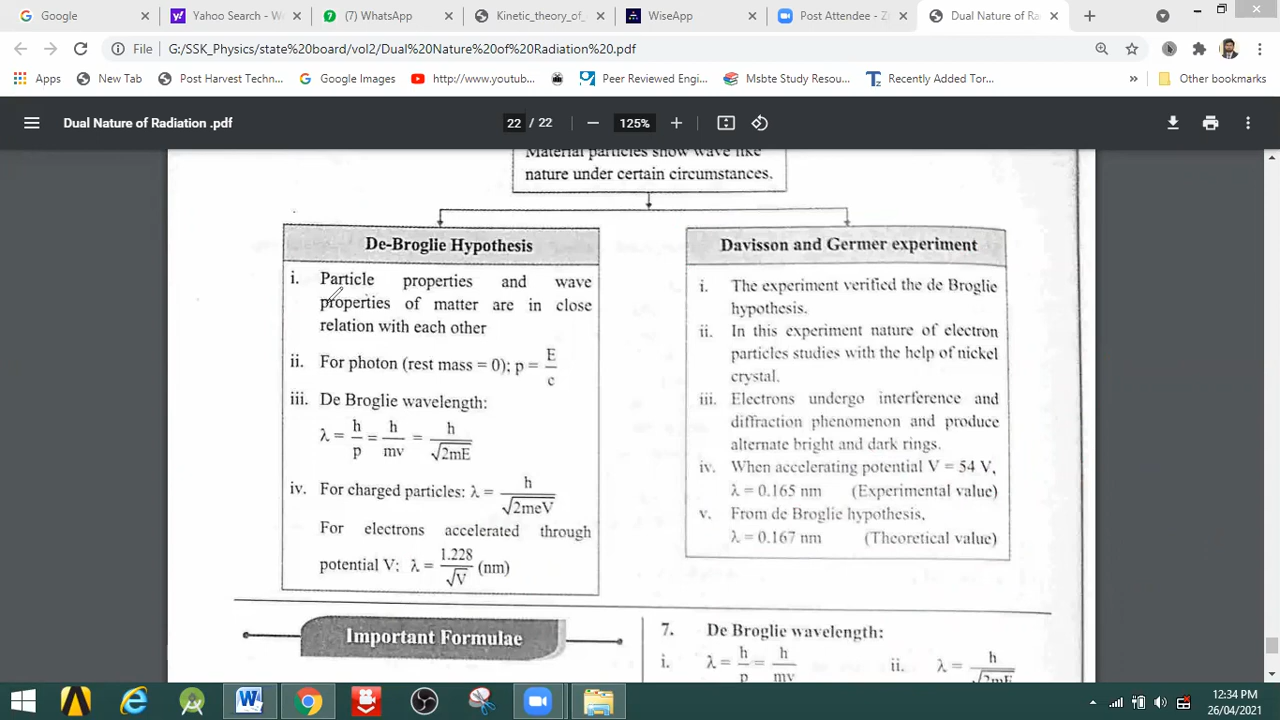 Google
Yahoo Search - We
(7) WhatsApp
Kinetic_theory_of_
WiseApp
Post Attendee - Zo
Dual Nature of Ra
File
G:/SSK_Physics/state%20board/vol2/Dual%20Nature%20of%20Radiation%20.pdf
Apps
New Tab
Post Harvest Techn...
Google Images
http://www.youtub...
Peer Reviewed Engi...
Msbte Study Resou...
Recently Added Tor...
»
Other bookmarks
Dual Nature of Radiation .pdf
22 / 22
125%
Material particles show wave like
nature under certain circumstances.
De-Broglie Hypothesis
i. Particle properties and wave
properties of matter are in close
relation with each other
ii. For photon (rest mass = 0); p = E/c
iii. De Broglie wavelength:
λ = h/p = h/mv = h/√2mE
iv. For charged particles: λ = h/√2meV
For electrons accelerated through
potential V: λ = 1.228/√V (nm)
Davisson and Germer experiment
i. The experiment verified the de Broglie
hypothesis.
ii. In this experiment nature of electron
particles studies with the help of nickel
crystal.
iii. Electrons undergo interference and
diffraction phenomenon and produce
alternate bright and dark rings.
iv. When accelerating potential V = 54 V,
λ = 0.165 nm (Experimental value)
v. From de Broglie hypothesis,
λ = 0.167 nm (Theoretical value)
Important Formulae
7. De Broglie wavelength:
i. λ = h/p = h/mv ii. λ = h/√2mE
12:34 PM
26/04/2021